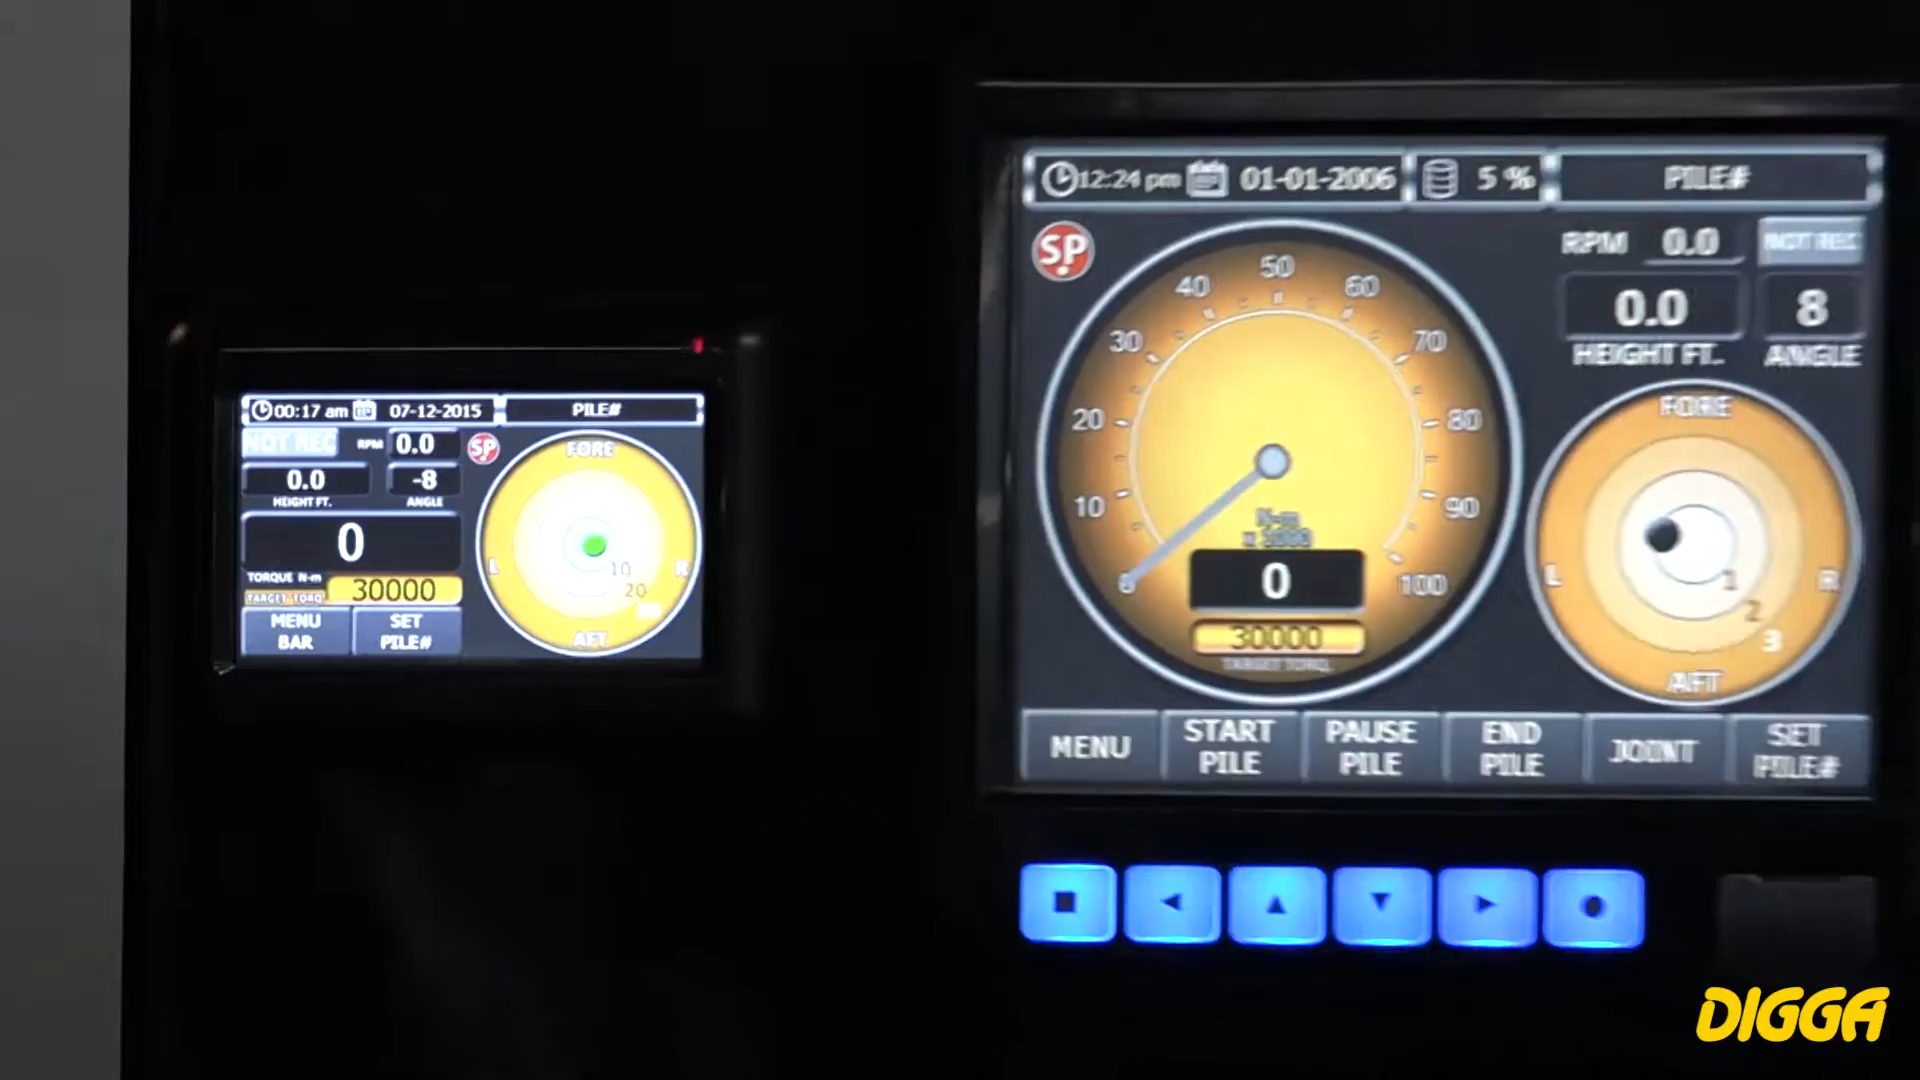 00:17 am 07-12-2015 PILE#
NOT REC RPM 0.0 SP
0.0 -8
HEIGHT FT. ANGLE
0
TORQUE N-m
TARGET TORQ 30000
MENU BAR
SET PILE#
FORE
L R
10
20
AFT
12:24 pm 01-01-2006 5 % PILE#
SP
RPM 0.0 NOT REC
0.0 8
HEIGHT FT. ANGLE
0 10 20 30 40 50 60 70 80 90 100
N-m
x 1000
0
30000
TARGET TORQ.
FORE
L R
1
2
3
AFT
MENU
START PILE
PAUSE PILE
END PILE
JOINT
SET PILE#
DIGGA